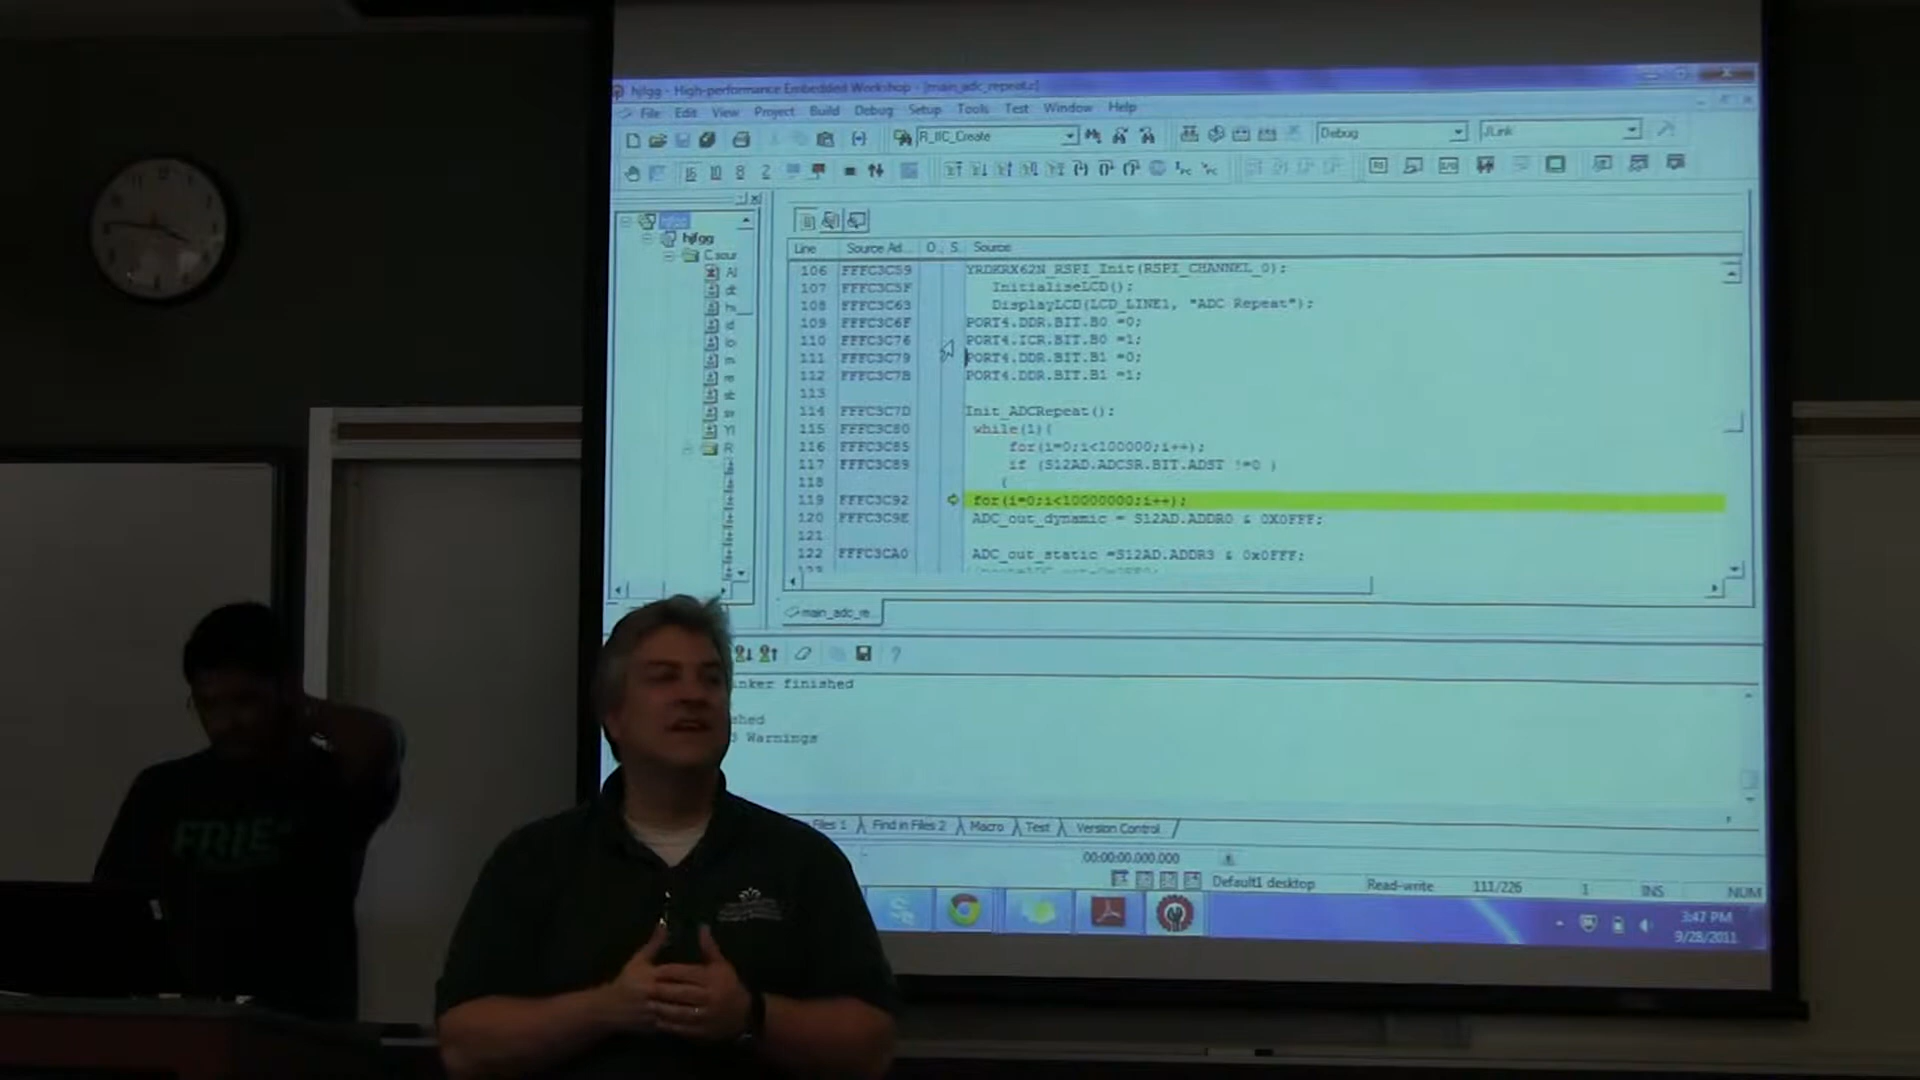 hjfgg - High-performance Embedded Workshop - [main_adc_repeat.c]
File Edit Project Build Debug Setup Tools Test Window Help
R_IIC_Create
Debug
JLink
hjfgg
hjfgg
C sour
Line Source Ad... O.. S. Source
106 FFFC3C59 YRDKRX62N_RSPI_Init(RSPI_CHANNEL_0);
107 FFFC3C5F InitialiseLCD();
108 FFFC3C63 DisplayLCD(LCD_LINE1, "ADC Repeat");
109 FFFC3C6F PORT4.DDR.BIT.B0 =0;
110 FFFC3C76 PORT4.ICR.BIT.B0 =1;
111 FFFC3C79 PORT4.DDR.BIT.B1 =0;
112 FFFC3C7B PORT4.DDR.BIT.B1 =1;
113
114 FFFC3C7D Init_ADCRepeat();
115 FFFC3C80 while(1){
116 FFFC3C85 for(i=0;i<100000;i++);
117 FFFC3C89 if (S12AD.ADCSR.BIT.ADST !=0 )
118 {
119 FFFC3C92 for(i=0;i<10000000;i++);
120 FFFC3C9E ADC_out_dynamic = S12AD.ADDR0 & 0X0FFF;
121
122 FFFC3CA0 ADC_out_static =S12AD.ADDR3 & 0x0FFF;
main_adc_re...
inker finished
shed
3 Warnings
Files 1 Find in Files 2 Macro Test Version Control
00:00:00.000.000
Default1 desktop Read-write 111/226 1 INS NUM
3:47 PM
9/28/2011